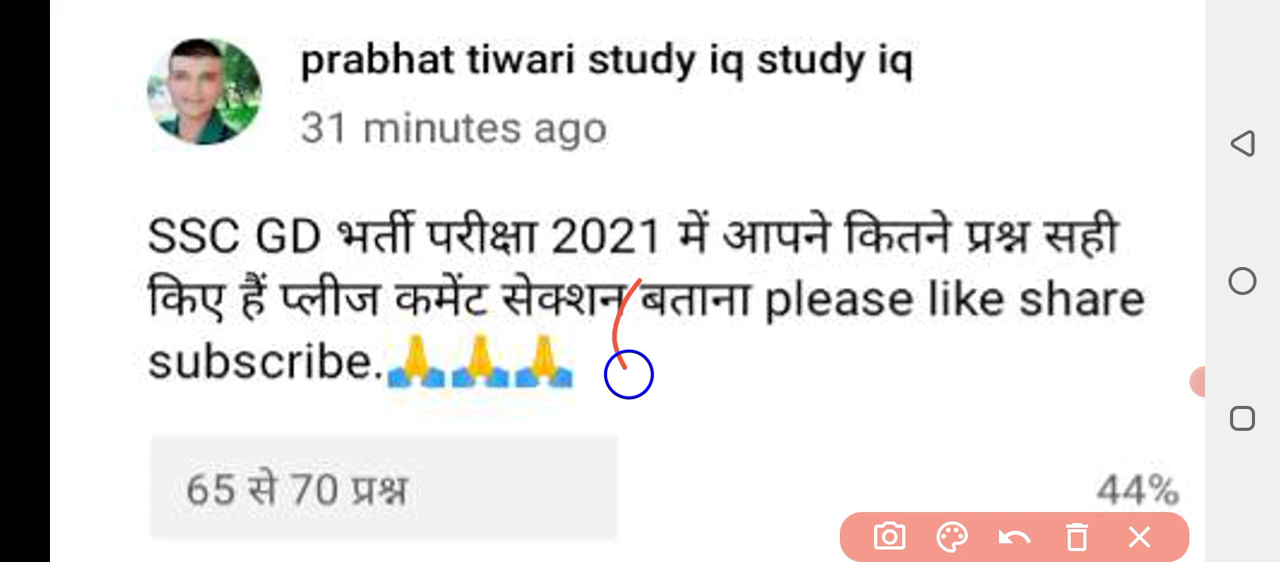 prabhat tiwari study iq study iq
31 minutes ago
SSC GD भर्ती परीक्षा 2021 में आपने कितने प्रश्न सही
किए हैं प्लीज कमेंट सेक्शन बताना please like share
subscribe.🙏🙏🙏
65 से 70 प्रश्न
44%